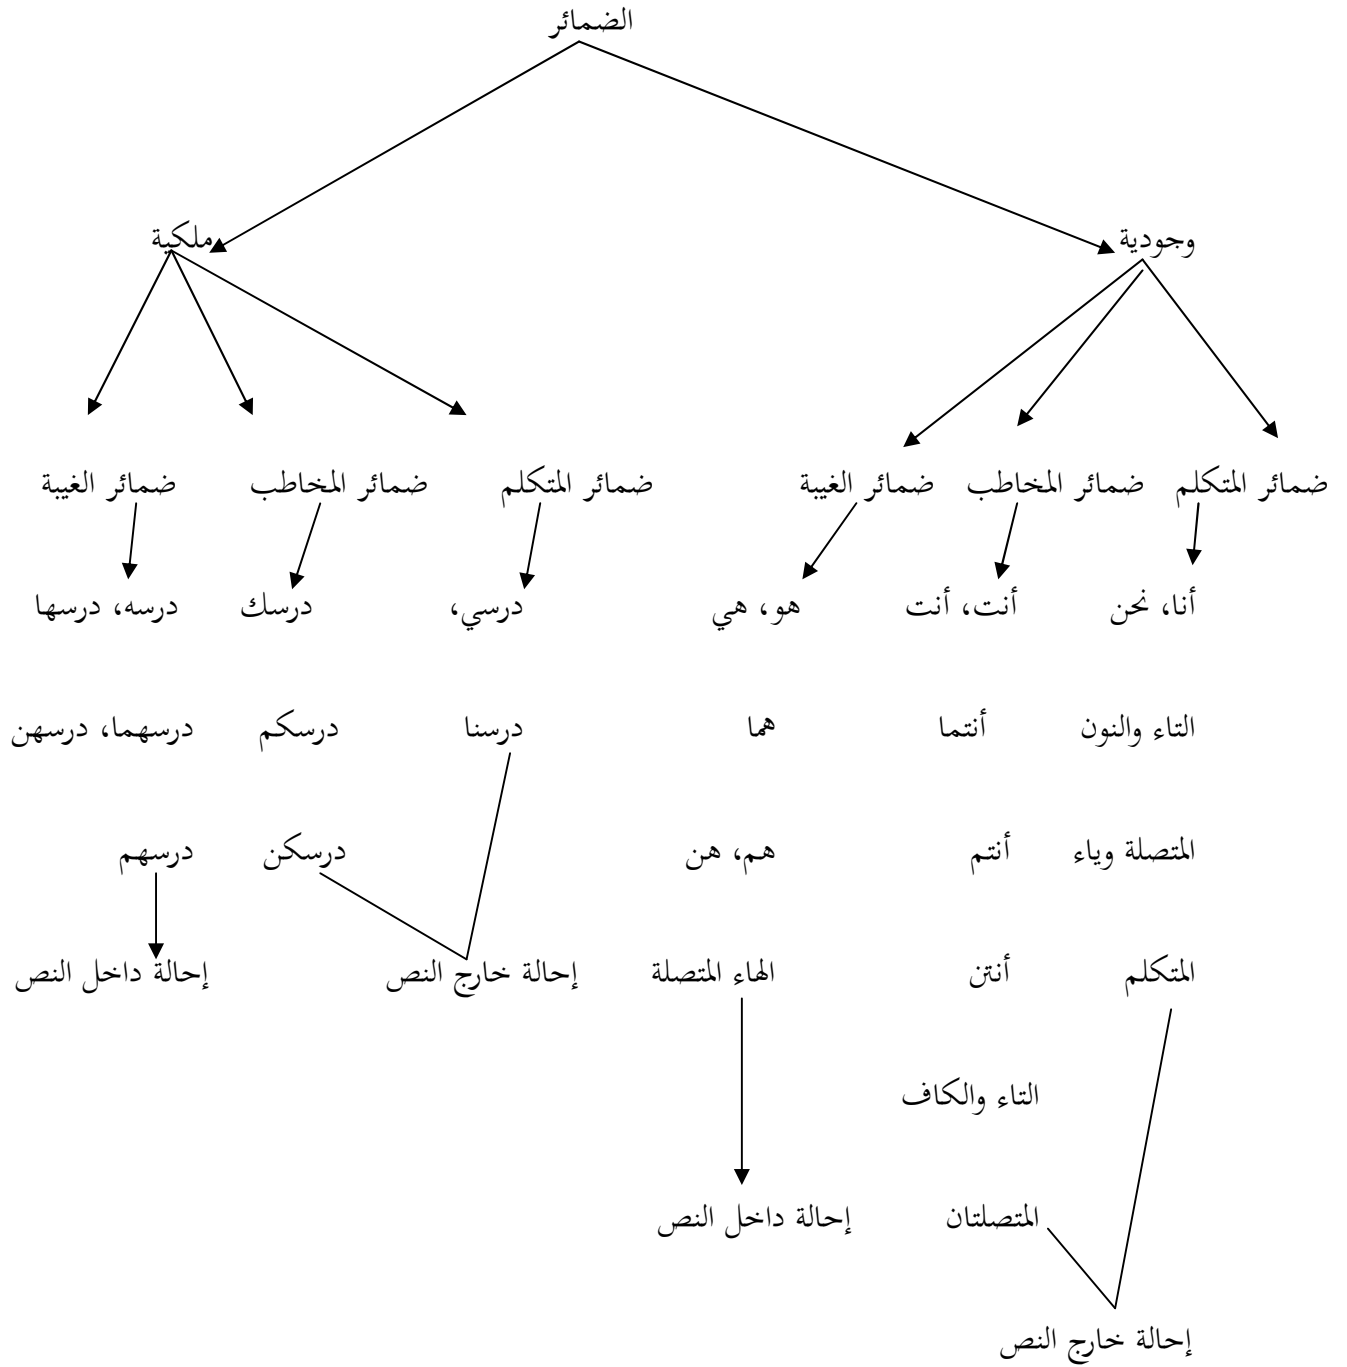 الضمائر
وجودية ملكية
ضمائر المتكلم ضمائر المخاطب ضمائر الغيبة ضمائر المتكلم ضمائر المخاطب ضمائر الغيبة
أنا، نحن أنت، أنت هو، هي درسي، درسك درسه، درسها
التاء والنون أنتما هما درسنا درسكم درسهما، درسهن
المتصلة وياء أنتم هم، هن درسكن درسهم
المتكلم أنتن الهاء المتصلة إحالة خارج النص إحالة داخل النص
التاء والكاف
المتصلتان إحالة داخل النص
إحالة خارج النص